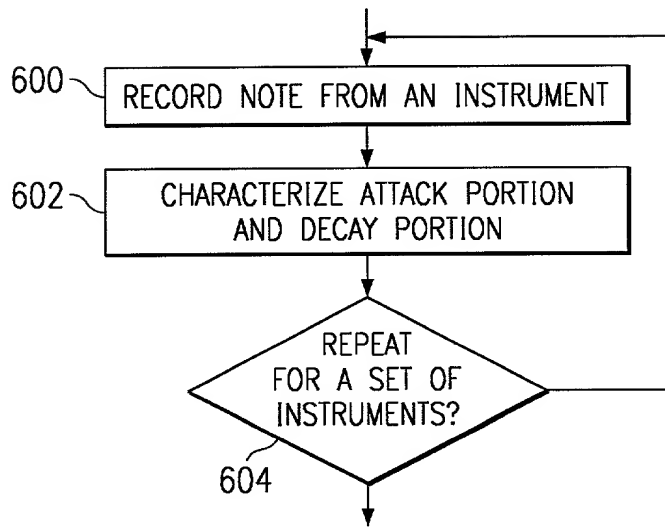 600
RECORD NOTE FROM AN INSTRUMENT
602
CHARACTERIZE ATTACK PORTION
AND DECAY PORTION
REPEAT
FOR A SET OF
INSTRUMENTS?
604